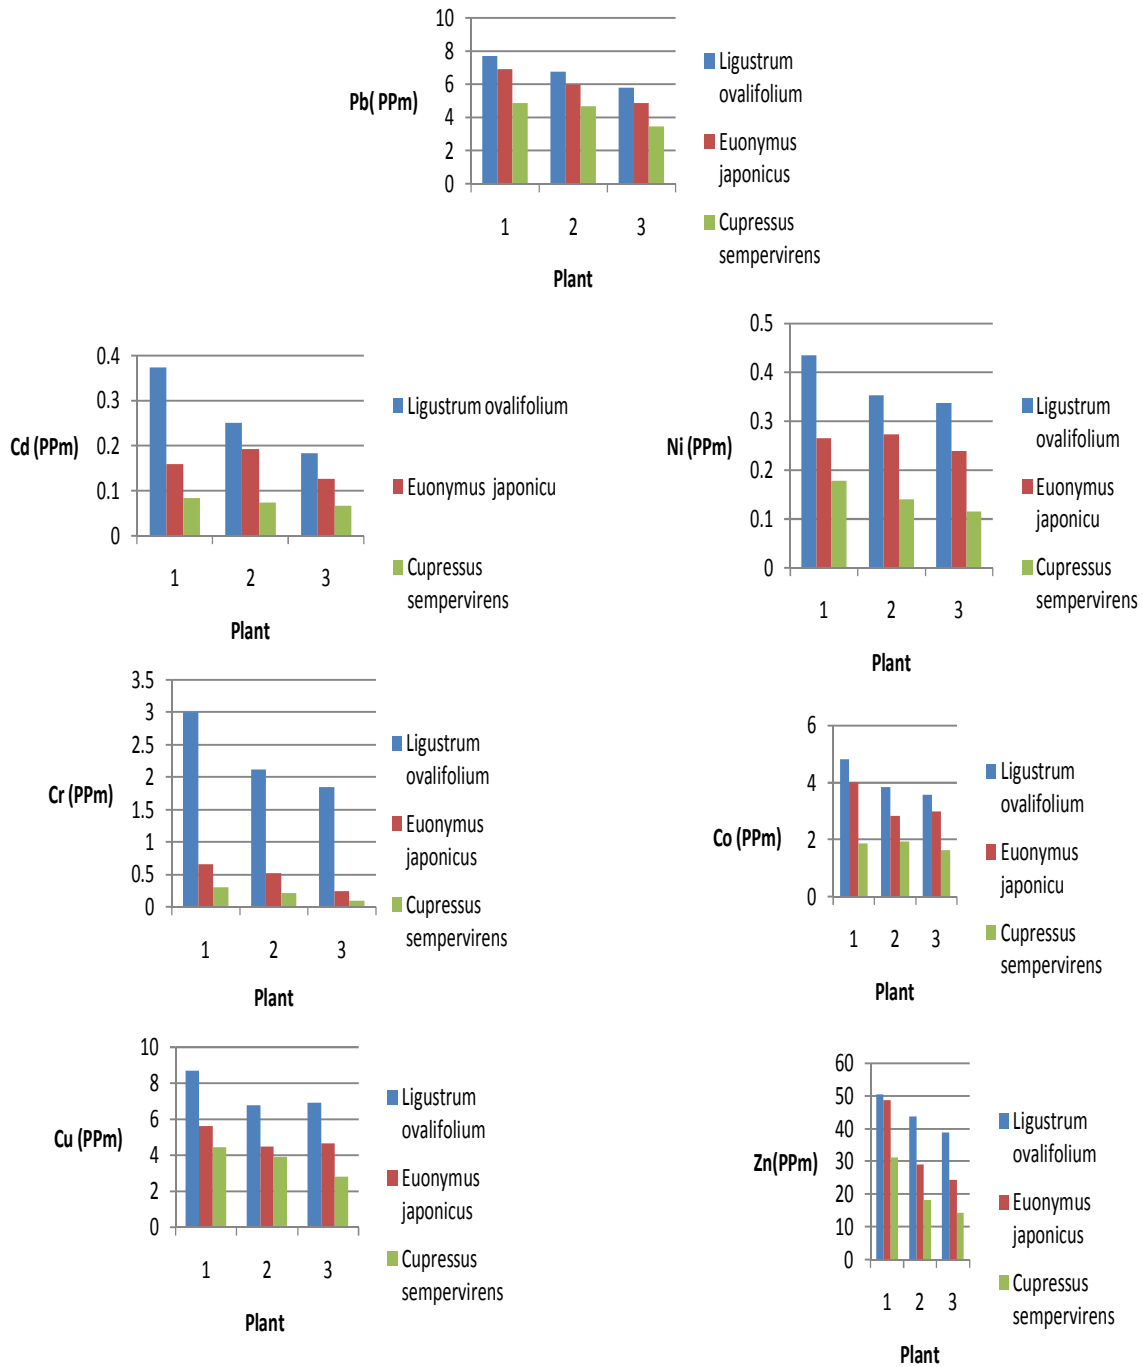 10
8
6
4
2
0
Pb( PPm)
1 2 3
Plant
Ligustrum
ovalifolium
Euonymus
japonicus
Cupressus
sempervirens
0.4
0.3
0.2
0.1
0
Cd (PPm)
1 2 3
Plant
Ligustrum ovalifolium
Euonymus japonicu
Cupressus
sempervirens
0.5
0.4
0.3
0.2
0.1
0
Ni (PPm)
1 2 3
Plant
Ligustrum
ovalifolium
Euonymus
japonicu
Cupressus
sempervirens
3.5
3
2.5
2
1.5
1
0.5
0
Cr (PPm)
1 2 3
Plant
Ligustrum
ovalifolium
Euonymus
japonicus
Cupressus
sempervirens
6
4
2
0
Co (PPm)
1 2 3
Plant
Ligustrum
ovalifolium
Euonymus
japonicu
Cupressus
sempervirens
10
8
6
4
2
0
Cu (PPm)
1 2 3
Plant
Ligustrum
ovalifolium
Euonymus
japonicus
Cupressus
sempervirens
60
50
40
30
20
10
0
Zn(PPm)
1 2 3
Plant
Ligustrum
ovalifolium
Euonymus
japonicus
Cupressus
sempervirens